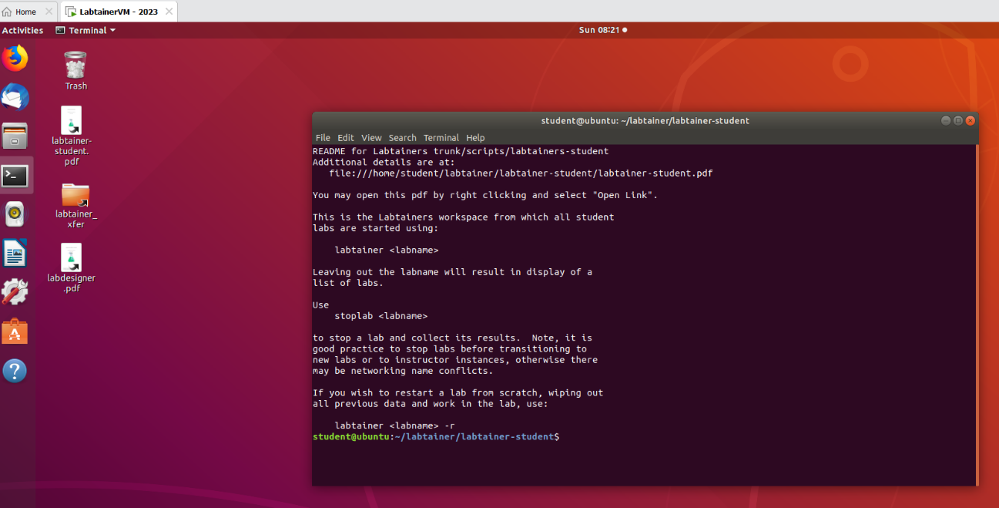 Home
LabtainerVM - 2023
Activities
Terminal
Sun 08:21
Trash
labtainer-
student.
pdf
labtainer_
xfer
labdesigner
.pdf
student@ubuntu: ~/labtainer/labtainer-student
File Edit View Search Terminal Help
README for Labtainers trunk/scripts/labtainers-student
Additional details are at:
file:///home/student/labtainer/labtainer-student/labtainer-student.pdf
You may open this pdf by right clicking and select "Open Link".
This is the Labtainers workspace from which all student
labs are started using:
labtainer <labname>
Leaving out the labname will result in display of a
list of labs.
Use
stoplab <labname>
to stop a lab and collect its results.  Note, it is
good practice to stop labs before transitioning to
new labs or to instructor instances, otherwise there
may be networking name conflicts.
If you wish to restart a lab from scratch, wiping out
all previous data and work in the lab, use:
labtainer <labname> -r
student@ubuntu:~/labtainer/labtainer-student$